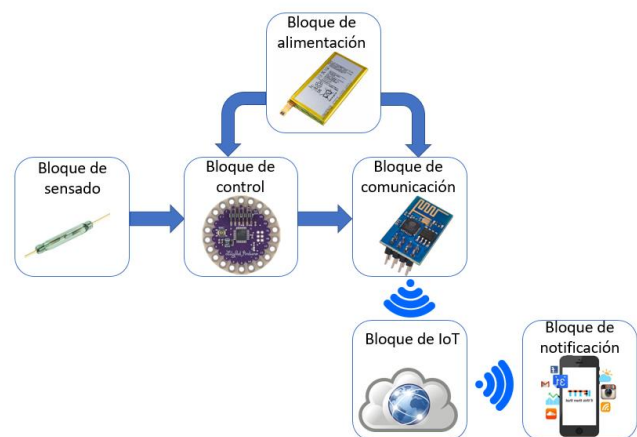 Bloque de
alimentación
Bloque de
sensado
Bloque de
control
Bloque de
comunicación
Bloque de IoT
Bloque de
notificación